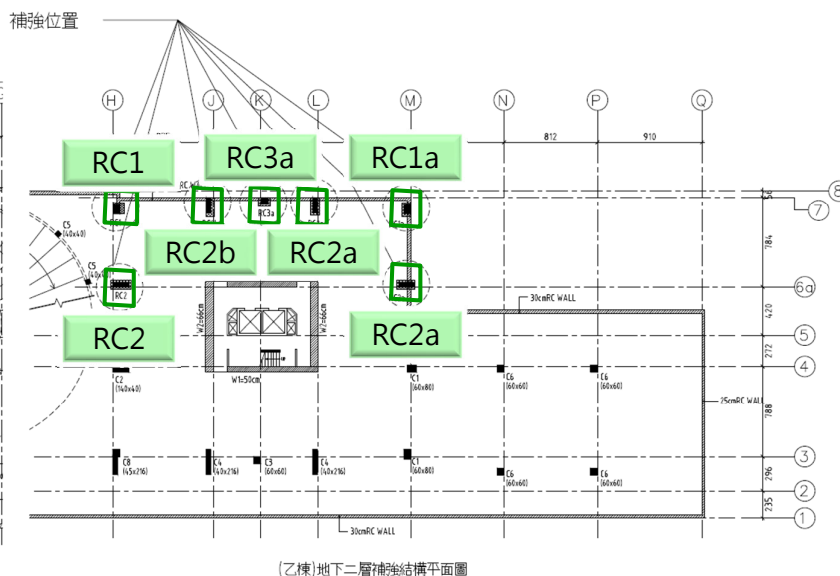 補強位置
H
J
K
L
M
N
P
Q
812
910
RC1
RC3a
RC1a
8
7
56
RC3a
784
C5
(40x40)
RC2b
RC2a
C5
RC2
6a
30cmRC WALL
420
W2=66cm
W2=66cm
RC2
RC2a
5
272
W1=50cm
4
C2
(140x40)
C1
(60x80)
C6
(60x60)
C6
(60x60)
788
25cmRC WALL
3
C8
(45x216)
C4
(40x216)
C3
(60x60)
C4
(40x216)
C1
(60x80)
C6
(60x60)
C6
(60x60)
296
2
235
1
30cmRC WALL
(乙棟)地下二層補強結構平面圖